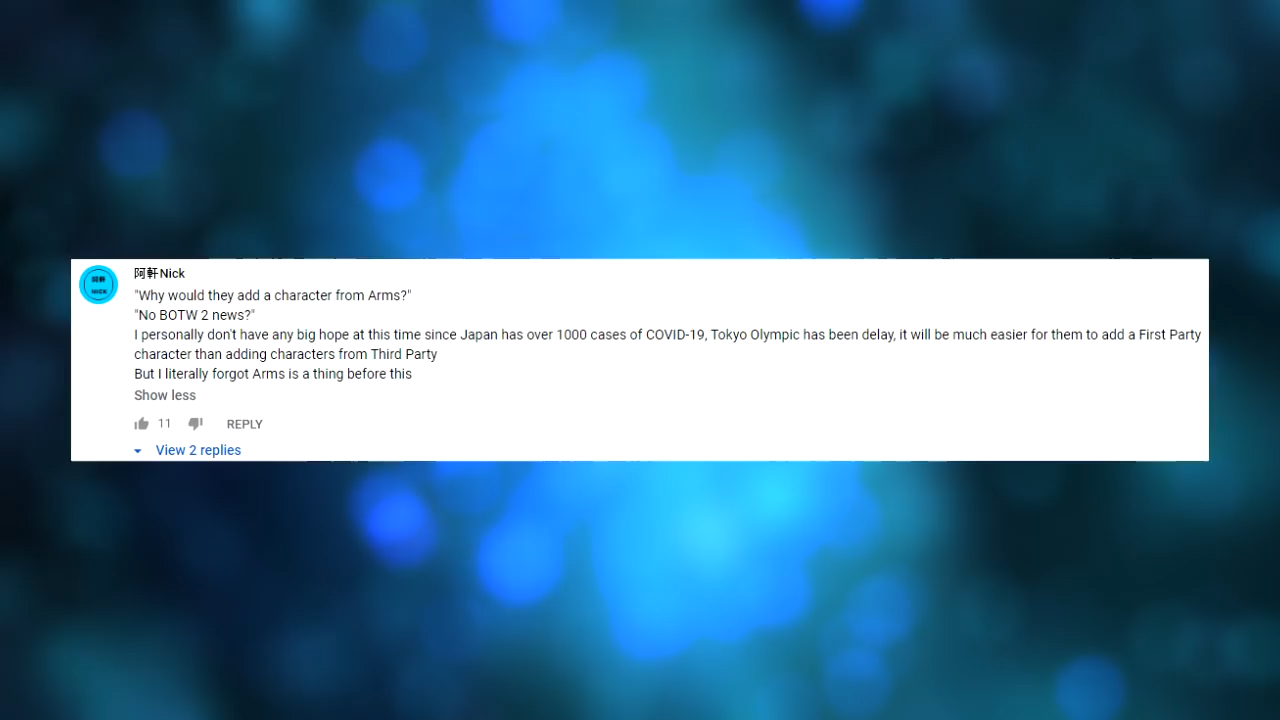 阿軒Nick
"Why would they add a character from Arms?"
"No BOTW 2 news?"
I personally don't have any big hope at this time since Japan has over 1000 cases of COVID-19, Tokyo Olympic has been delay, it will be much easier for them to add a First Party
character than adding characters from Third Party
But I literally forgot Arms is a thing before this
Show less
11 REPLY
View 2 replies
阿軒
NICK